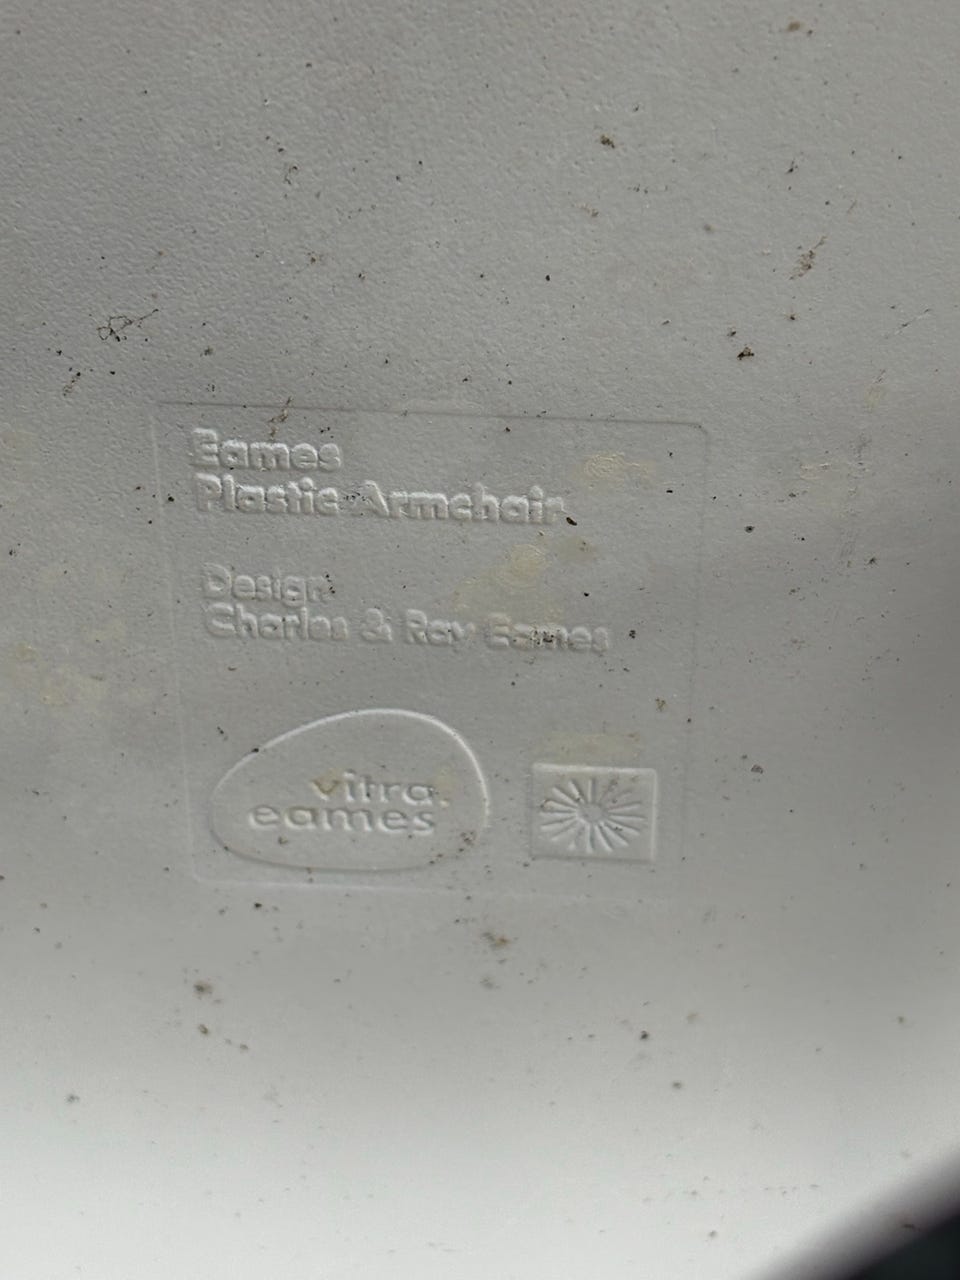 Eames
Plastic Armchair
Design
Charles & Ray Eames
vitra.
eames